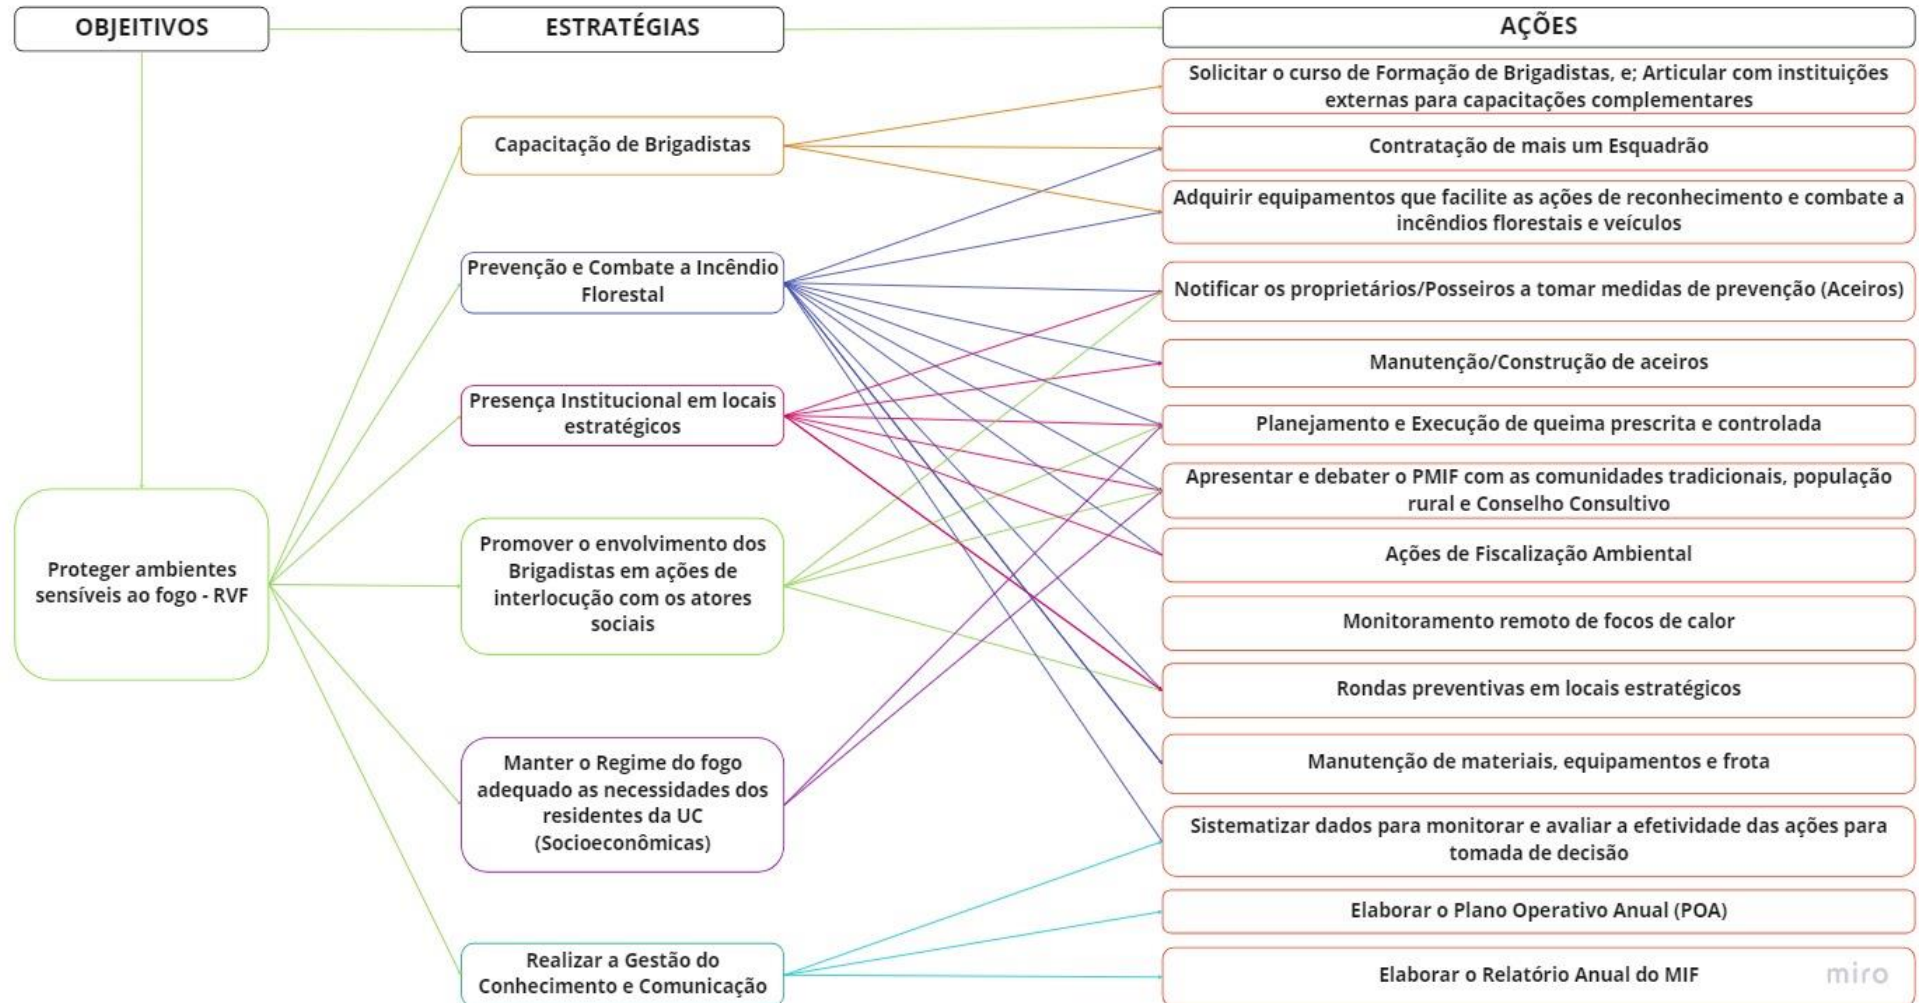 OBJEITIVOS
ESTRATÉGIAS
AÇÕES
Proteger ambientes
sensíveis ao fogo - RVF
Capacitação de Brigadistas
Prevenção e Combate a Incêndio
Florestal
Presença Institucional em locais
estratégicos
Promover o envolvimento dos
Brigadistas em ações de
interlocução com os atores
sociais
Manter o Regime do fogo
adequado as necessidades dos
residentes da UC
(Socioeconômicas)
Realizar a Gestão do
Conhecimento e Comunicação
Solicitar o curso de Formação de Brigadistas, e; Articular com instituições
externas para capacitações complementares
Contratação de mais um Esquadrão
Adquirir equipamentos que facilite as ações de reconhecimento e combate a
incêndios florestais e veículos
Notificar os proprietários/Posseiros a tomar medidas de prevenção (Aceiros)
Manutenção/Construção de aceiros
Planejamento e Execução de queima prescrita e controlada
Apresentar e debater o PMIF com as comunidades tradicionais, população
rural e Conselho Consultivo
Ações de Fiscalização Ambiental
Monitoramento remoto de focos de calor
Rondas preventivas em locais estratégicos
Manutenção de materiais, equipamentos e frota
Sistematizar dados para monitorar e avaliar a efetividade das ações para
tomada de decisão
Elaborar o Plano Operativo Anual (POA)
Elaborar o Relatório Anual do MIF
miro